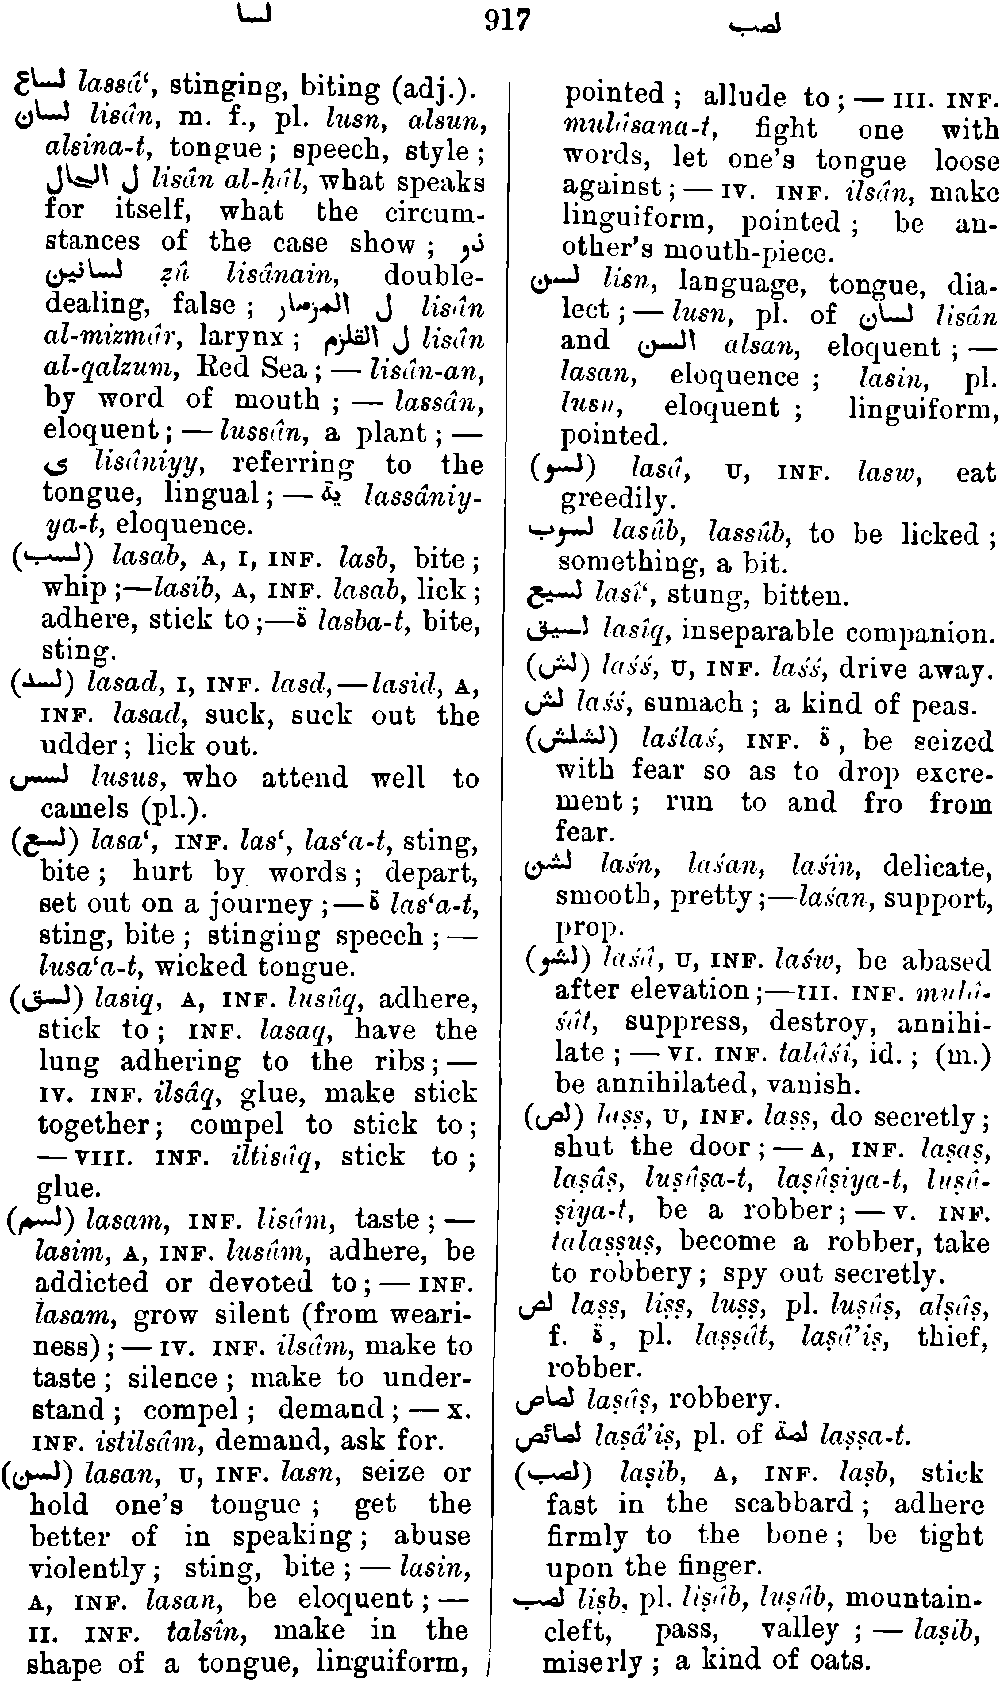 لسا 917 لصب
لساع lassâ‘, stinging, biting (adj.).
لسان lisân, m. f., pl. lusn, alsun,
alsina-t, tongue; speech, style;
ل الحال lisân al-ḥâl, what speaks
for itself, what the circum-
stances of the case show; ذو
لسانين ẕû lisânain, double-
dealing, false; ل المزمار lisân
al-mizmâr, larynx; ل القلزم lisân
al-qalzum, Red Sea;—lisân-an,
by word of mouth;—lassân,
eloquent;—lussân, a plant;—
ى lisâniyy, referring to the
tongue, lingual;—ية lassâniy-
ya-t, eloquence.
(لسب) lasab, A, I, INF. lasb, bite;
whip;—lasib, A, INF. lasab, lick;
adhere, stick to;—ة lasba-t, bite,
sting.
(لسد) lasad, I, INF. lasd,—lasid, A,
INF. lasad, suck, suck out the
udder; lick out.
لسس lusus, who attend well to
camels (pl.).
(لسع) lasa‘, INF. las‘, las‘a-t, sting,
bite; hurt by words; depart,
set out on a journey;—ة las‘a-t,
sting, bite; stinging speech;—
lusa‘a-t, wicked tongue.
(لسق) lasiq, A, INF. lusûq, adhere,
stick to; INF. lasaq, have the
lung adhering to the ribs;—
IV. INF. ilsâq, glue, make stick
together; compel to stick to;
—VIII. INF. iltisâq, stick to;
glue.
(لسم) lasam, INF. lisâm, taste;—
lasim, A, INF. lusûm, adhere, be
addicted or devoted to;—INF.
lasam, grow silent (from weari-
ness);—IV. INF. ilsâm, make to
taste; silence; make to under-
stand; compel; demand;—X.
INF. istilsâm, demand, ask for.
(لسن) lasan, U, INF. lasn, seize or
hold one's tongue; get the
better of in speaking; abuse
violently; sting, bite;—lasin,
A, INF. lasan, be eloquent;—
II. INF. talsîn, make in the
shape of a tongue, linguiform,
pointed; allude to;—III. INF.
mulâsana-t, fight one with
words, let one's tongue loose
against;—IV. INF. ilsân, make
linguiform, pointed; be an-
other's mouth-piece.
لسن lisn, language, tongue, dia-
lect;—lusn, pl. of لسان lisân
and السن alsan, eloquent;—
lasan, eloquence; lasin, pl.
lusn, eloquent; linguiform,
pointed.
(لسو) lasâ, U, INF. lasw, eat
greedily.
لسوب lasûb, lassûb, to be licked;
something, a bit.
لسيع lasî‘, stung, bitten.
لسيق lasîq, inseparable companion.
(لش) laśś, U, INF. laśś, drive away.
لش laśś, sumach; a kind of peas.
(لشلش) laślaś, INF. ة, be seized
with fear so as to drop excre-
ment; run to and fro from
fear.
لشن laśn, laśan, laśin, delicate,
smooth, pretty;—laśan, support,
prop.
(لشو) laśâ, U, INF. laśw, be abased
after elevation;—III. INF. mulâ-
śât, suppress, destroy, annihi-
late;—VI. INF. talâśî, id.; (m.)
be annihilated, vanish.
(لص) laṣṣ, U, INF. laṣṣ, do secretly;
shut the door;—A, INF. laṣaṣ,
laṣâṣ, luṣûṣa-t, laṣûṣiya-t, luṣû-
ṣiya-t, be a robber;—V. INF.
talaṣṣuṣ, become a robber, take
to robbery; spy out secretly.
لص laṣṣ, liṣṣ, luṣṣ, pl. luṣûṣ, alṣâṣ,
f. ة, pl. laṣṣât, laṣâ’iṣ, thief,
robber.
لصاص laṣâṣ, robbery.
لصائص laṣâ’iṣ, pl. of لصة laṣṣa-t.
(لصب) laṣib, A, INF. laṣb, stick
fast in the scabbard; adhere
firmly to the bone; be tight
upon the finger.
لصب liṣb, pl. liṣâb, luṣûb, mountain-
cleft, pass, valley;—laṣib,
miserly; a kind of oats.